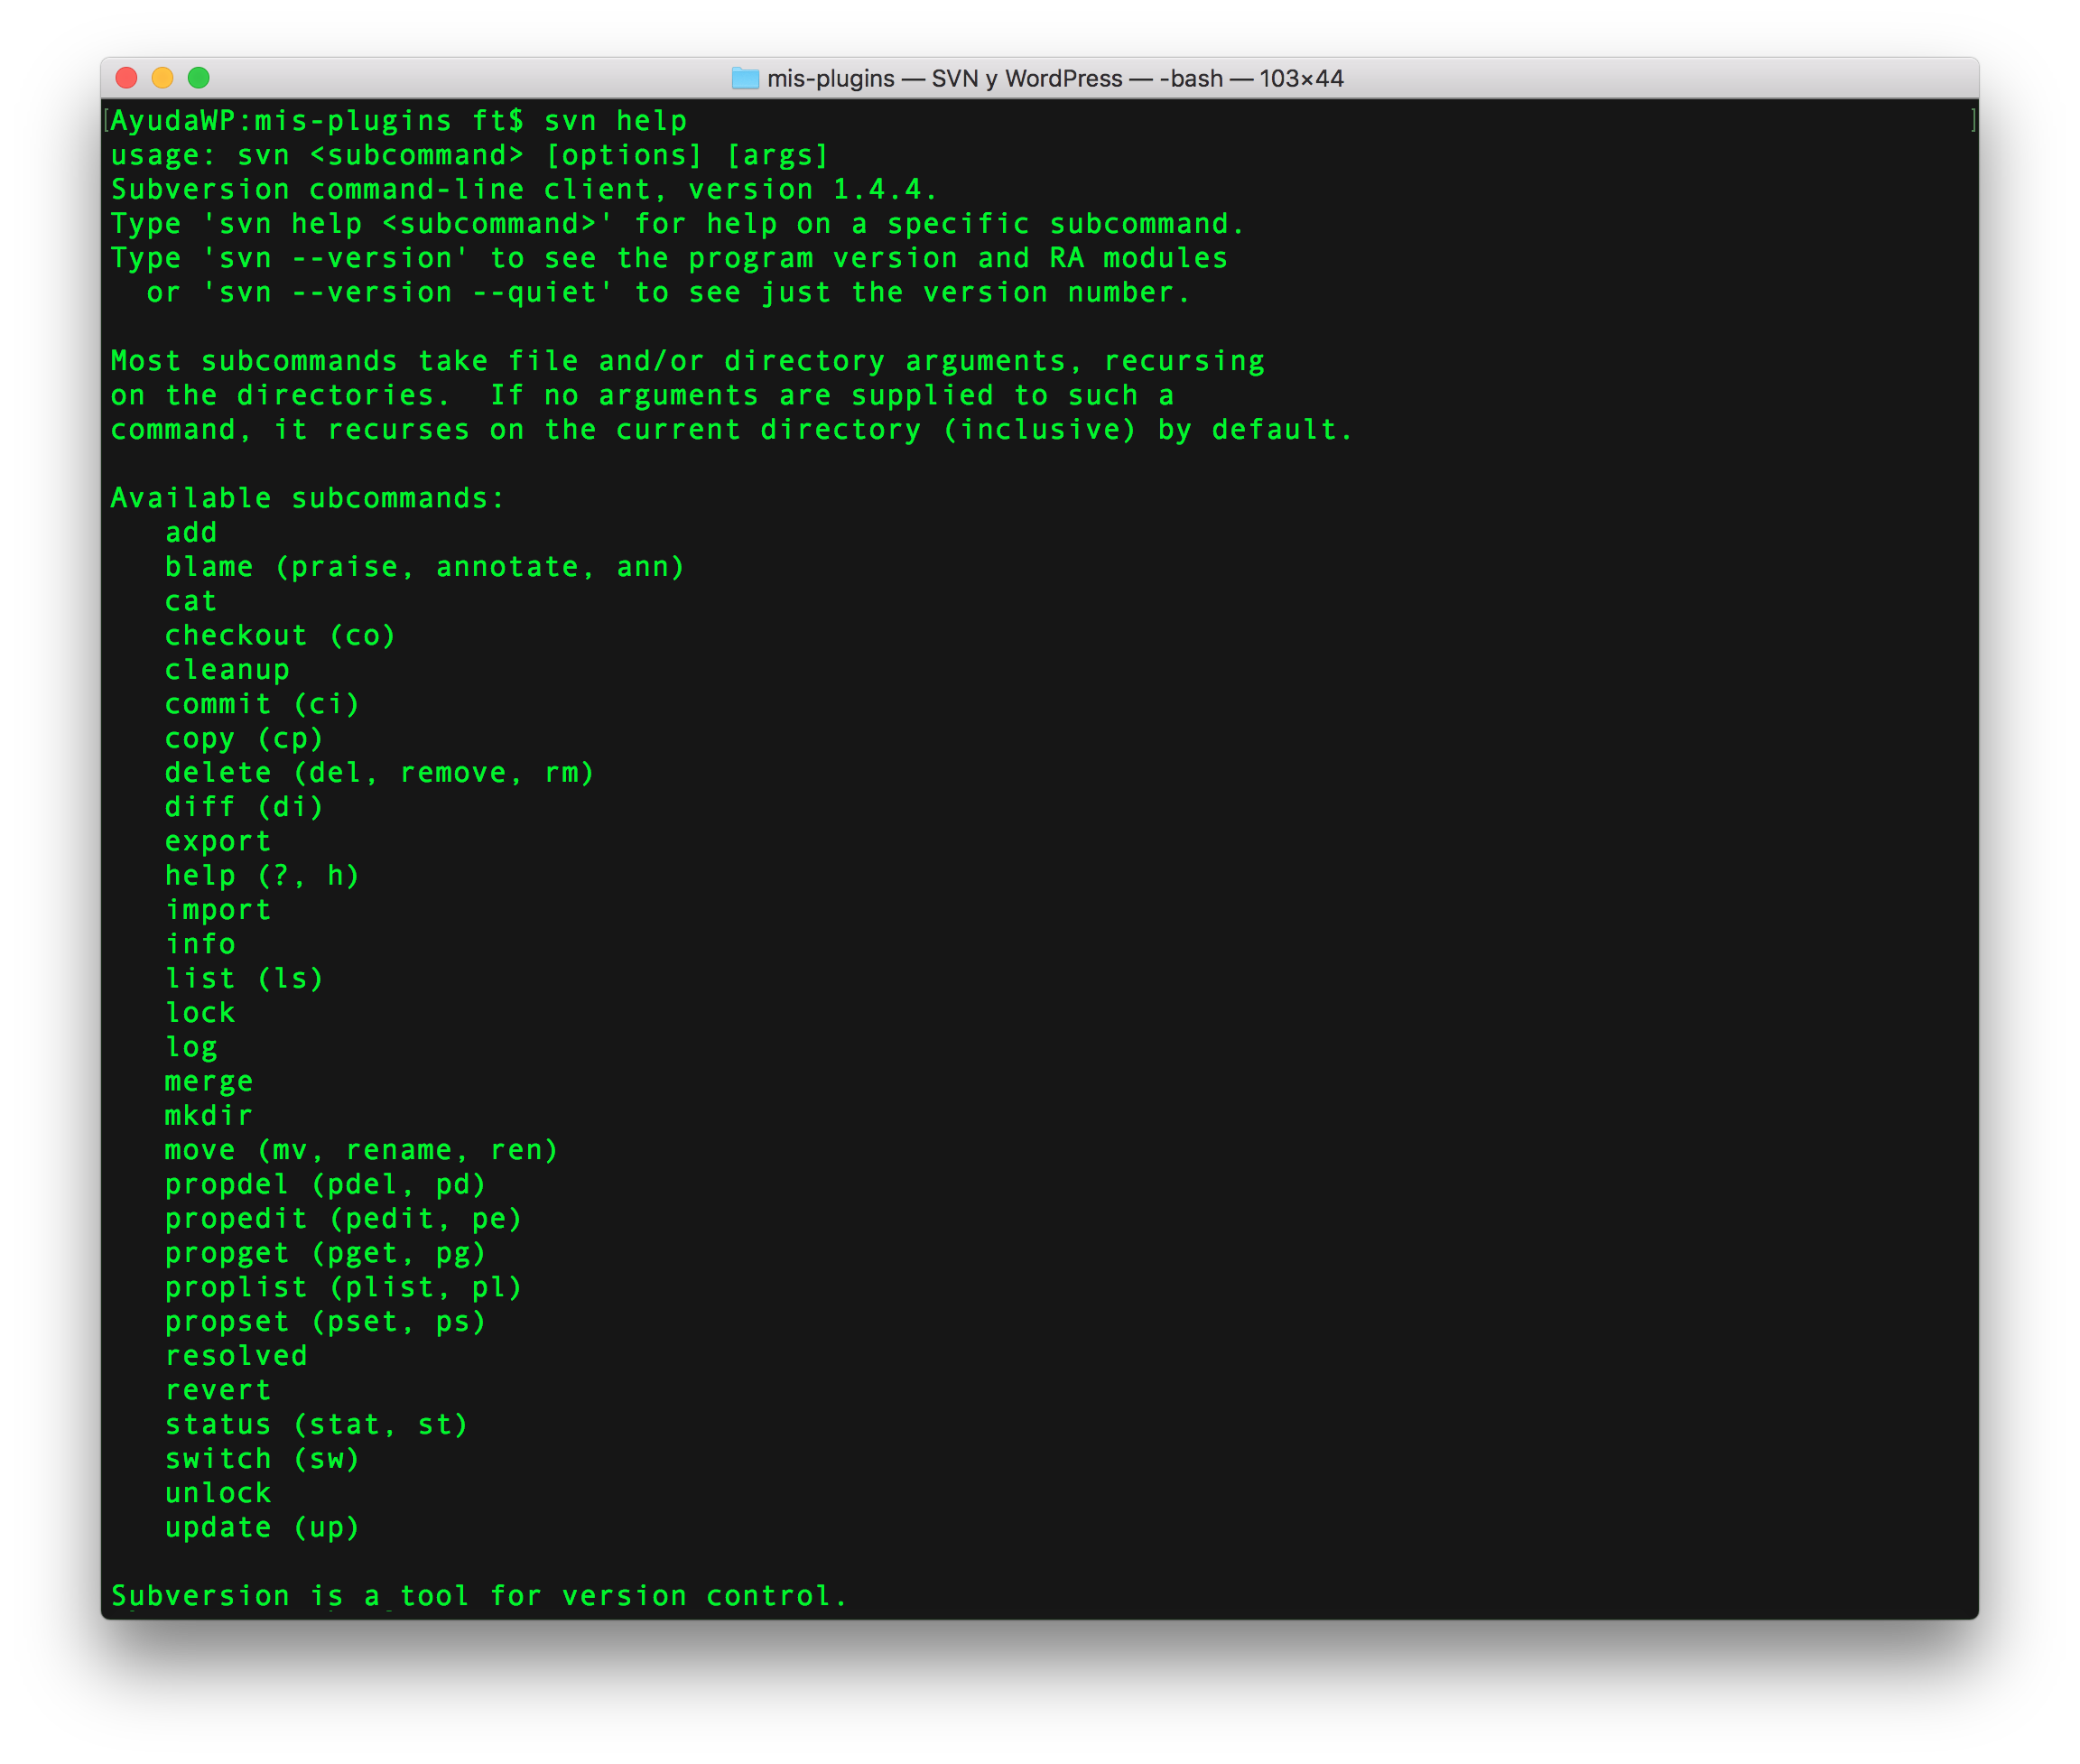 mis-plugins — SVN y WordPress — -bash — 103×44
[AyudaWP:mis-plugins ft$ svn help ]
usage: svn <subcommand> [options] [args]
Subversion command-line client, version 1.4.4.
Type 'svn help <subcommand>' for help on a specific subcommand.
Type 'svn --version' to see the program version and RA modules
  or 'svn --version --quiet' to see just the version number.

Most subcommands take file and/or directory arguments, recursing
on the directories.  If no arguments are supplied to such a
command, it recurses on the current directory (inclusive) by default.

Available subcommands:
   add
   blame (praise, annotate, ann)
   cat
   checkout (co)
   cleanup
   commit (ci)
   copy (cp)
   delete (del, remove, rm)
   diff (di)
   export
   help (?, h)
   import
   info
   list (ls)
   lock
   log
   merge
   mkdir
   move (mv, rename, ren)
   propdel (pdel, pd)
   propedit (pedit, pe)
   propget (pget, pg)
   proplist (plist, pl)
   propset (pset, ps)
   resolved
   revert
   status (stat, st)
   switch (sw)
   unlock
   update (up)

Subversion is a tool for version control.